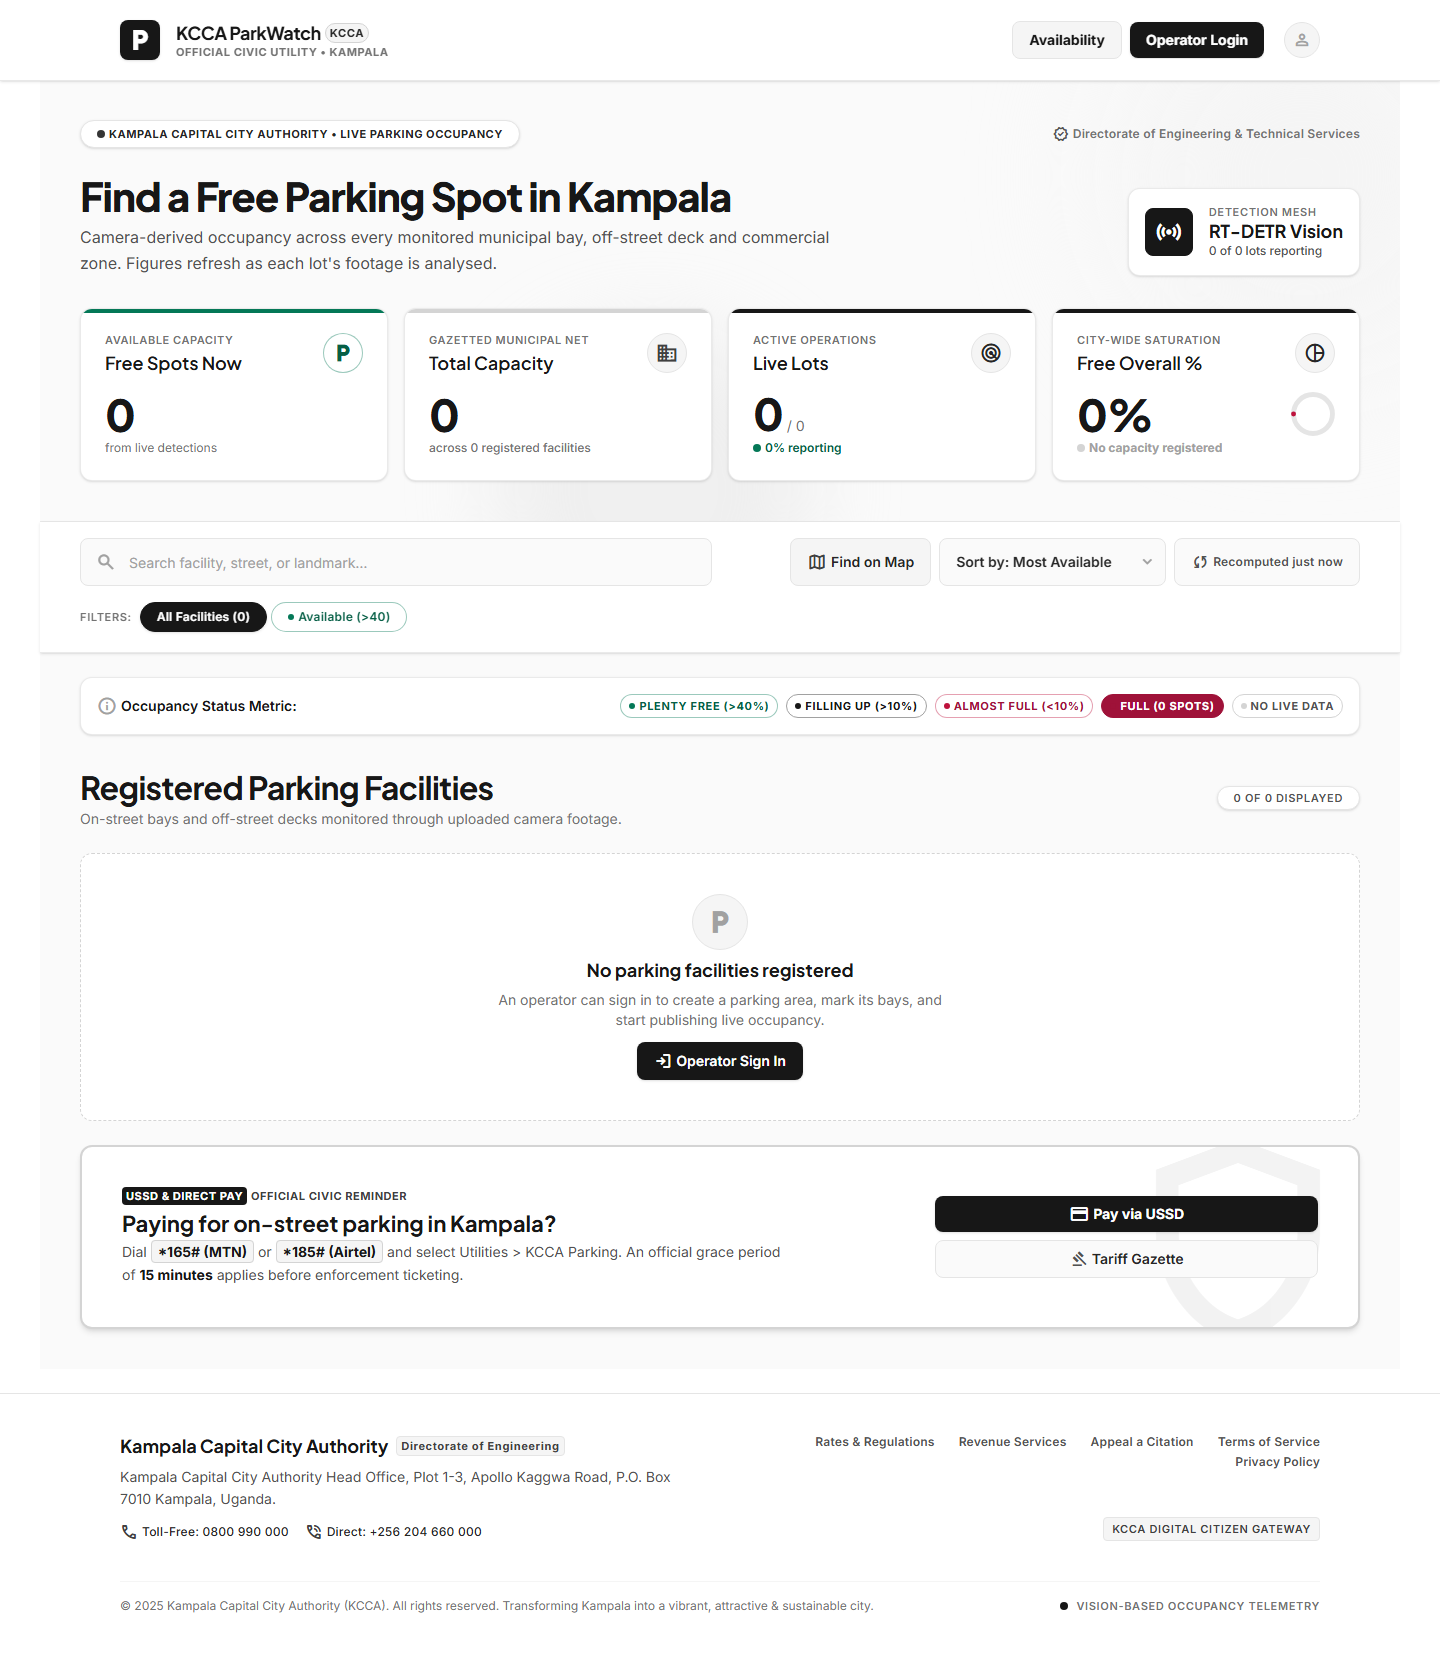 P KCCA ParkWatch KCCA
OFFICIAL CIVIC UTILITY • KAMPALA
Availability
Operator Login
KAMPALA CAPITAL CITY AUTHORITY • LIVE PARKING OCCUPANCY
Directorate of Engineering & Technical Services
Find a Free Parking Spot in Kampala
Camera-derived occupancy across every monitored municipal bay, off-street deck and commercial
zone. Figures refresh as each lot's footage is analysed.
DETECTION MESH
RT-DETR Vision
0 of 0 lots reporting
AVAILABLE CAPACITY
Free Spots Now
P
0
from live detections
GAZETTED MUNICIPAL NET
Total Capacity
0
across 0 registered facilities
ACTIVE OPERATIONS
Live Lots
0 / 0
0% reporting
CITY-WIDE SATURATION
Free Overall %
0%
No capacity registered
Search facility, street, or landmark...
Find on Map
Sort by: Most Available
Recomputed just now
FILTERS:
All Facilities (0)
Available (>40)
Occupancy Status Metric:
PLENTY FREE (>40%)
FILLING UP (>10%)
ALMOST FULL (<10%)
FULL (0 SPOTS)
NO LIVE DATA
Registered Parking Facilities
On-street bays and off-street decks monitored through uploaded camera footage.
0 OF 0 DISPLAYED
P
No parking facilities registered
An operator can sign in to create a parking area, mark its bays, and
start publishing live occupancy.
Operator Sign In
USSD & DIRECT PAY OFFICIAL CIVIC REMINDER
Paying for on-street parking in Kampala?
Dial *165# (MTN) or *185# (Airtel) and select Utilities > KCCA Parking. An official grace period
of 15 minutes applies before enforcement ticketing.
Pay via USSD
Tariff Gazette
Kampala Capital City Authority Directorate of Engineering
Kampala Capital City Authority Head Office, Plot 1-3, Apollo Kaggwa Road, P.O. Box
7010 Kampala, Uganda.
Toll-Free: 0800 990 000
Direct: +256 204 660 000
Rates & Regulations
Revenue Services
Appeal a Citation
Terms of Service
Privacy Policy
KCCA DIGITAL CITIZEN GATEWAY
© 2025 Kampala Capital City Authority (KCCA). All rights reserved. Transforming Kampala into a vibrant, attractive & sustainable city.
VISION-BASED OCCUPANCY TELEMETRY